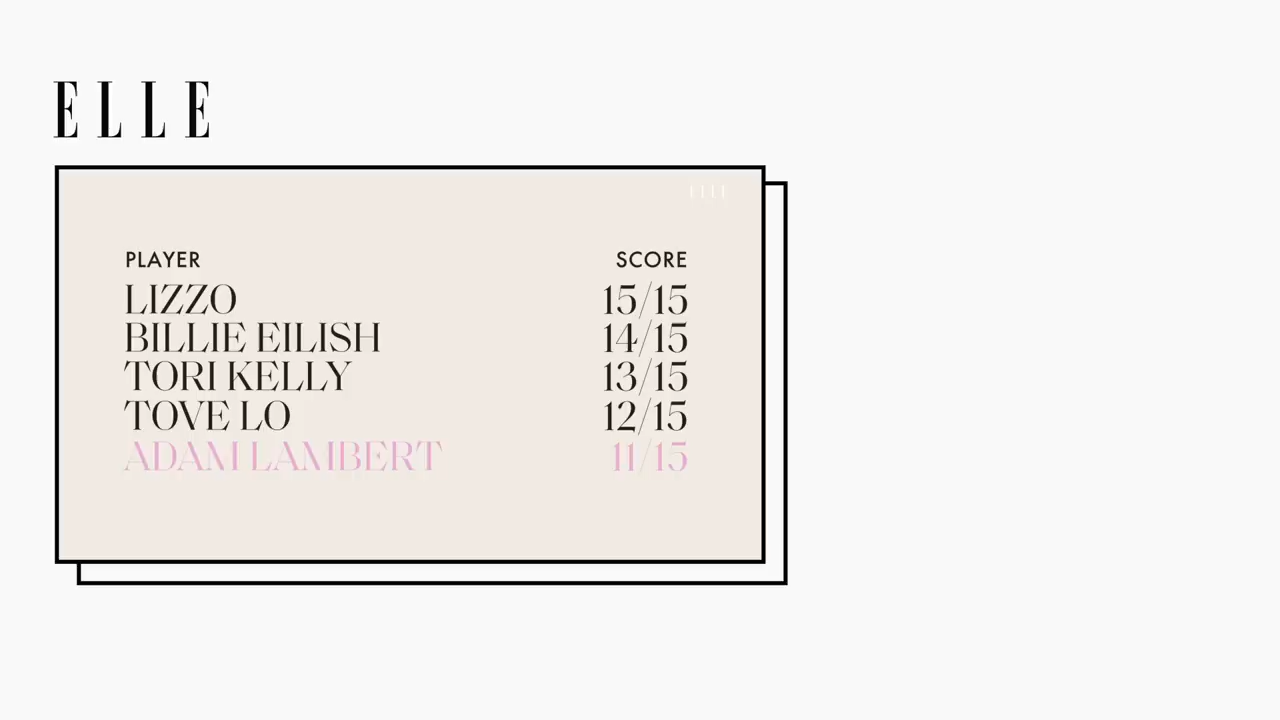 ELLE
PLAYER SCORE
LIZZO 15/15
BILLIE EILISH 14/15
TORI KELLY 13/15
TOVE LO 12/15
ADAM LAMBERT 11/15